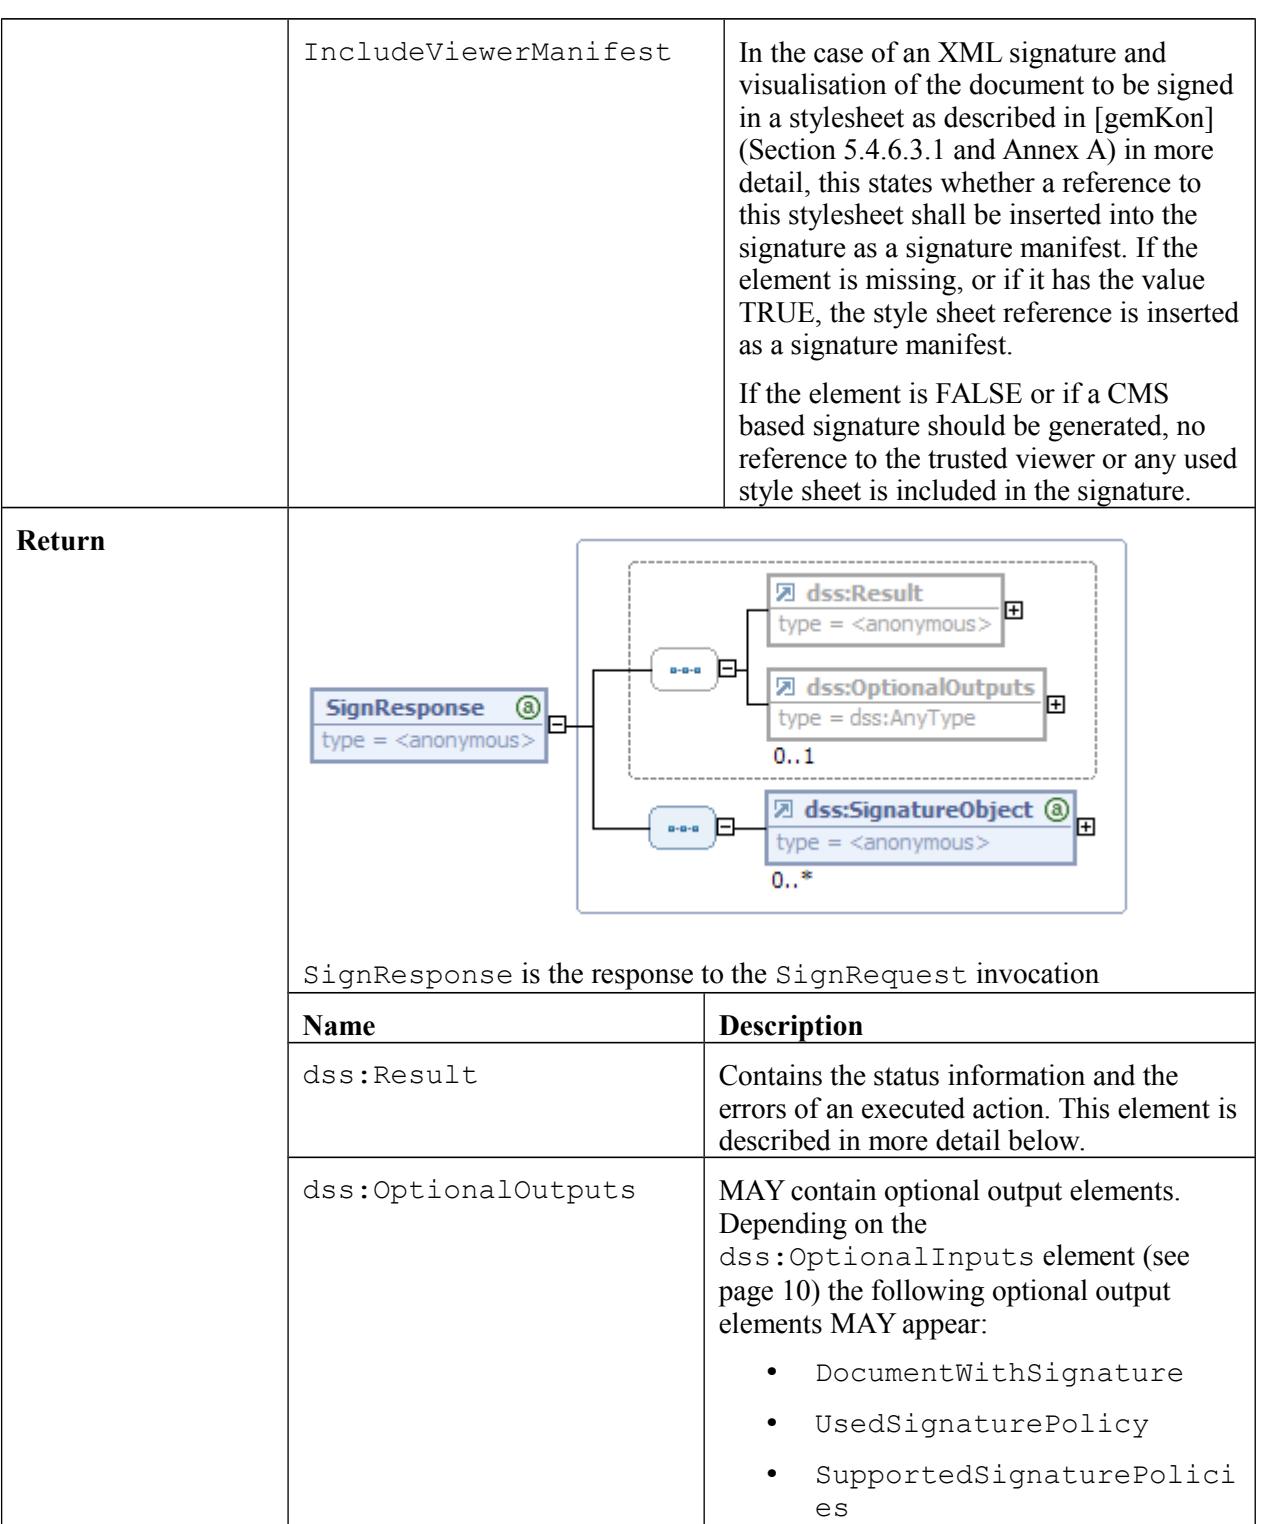 IncludeViewerManifest
In the case of an XML signature and
visualisation of the document to be signed
in a stylesheet as described in [gemKon]
(Section 5.4.6.3.1 and Annex A) in more
detail, this states whether a reference to
this stylesheet shall be inserted into the
signature as a signature manifest. If the
element is missing, or if it has the value
TRUE, the style sheet reference is inserted
as a signature manifest.
If the element is FALSE or if a CMS
based signature should be generated, no
reference to the trusted viewer or any used
style sheet is included in the signature.
Return
dss:Result
type = <anonymous>
dss:OptionalOutputs
type = dss:AnyType
0..1
SignResponse @
type = <anonymous>
dss:SignatureObject @
type = <anonymous>
0..*
SignResponse is the response to the SignRequest invocation
Name
Description
dss:Result
Contains the status information and the
errors of an executed action. This element is
described in more detail below.
dss:OptionalOutputs
MAY contain optional output elements.
Depending on the
dss:OptionalInputs element (see
page 10) the following optional output
elements MAY appear:
• DocumentWithSignature
• UsedSignaturePolicy
• SupportedSignaturePolici
es